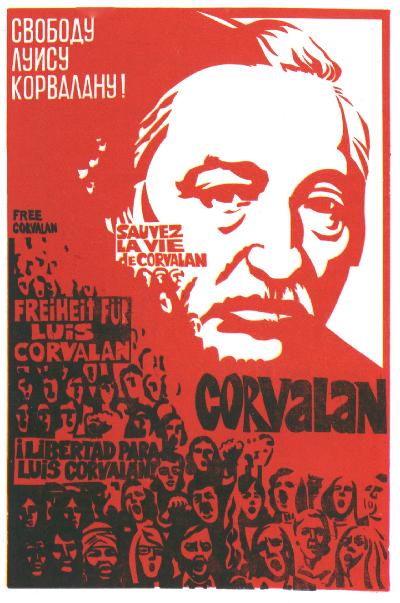 СВОБОДУ
ЛУИСУ
КОРВАЛАНУ!
FREE
CORVALAN
SAUVEZ
LA VIE
de CORVALAN
FREIHEIT FÜR
LUIS
CORVALAN
CORVALAN
¡LIBERTAD PARA
LUIS CORVALAN!